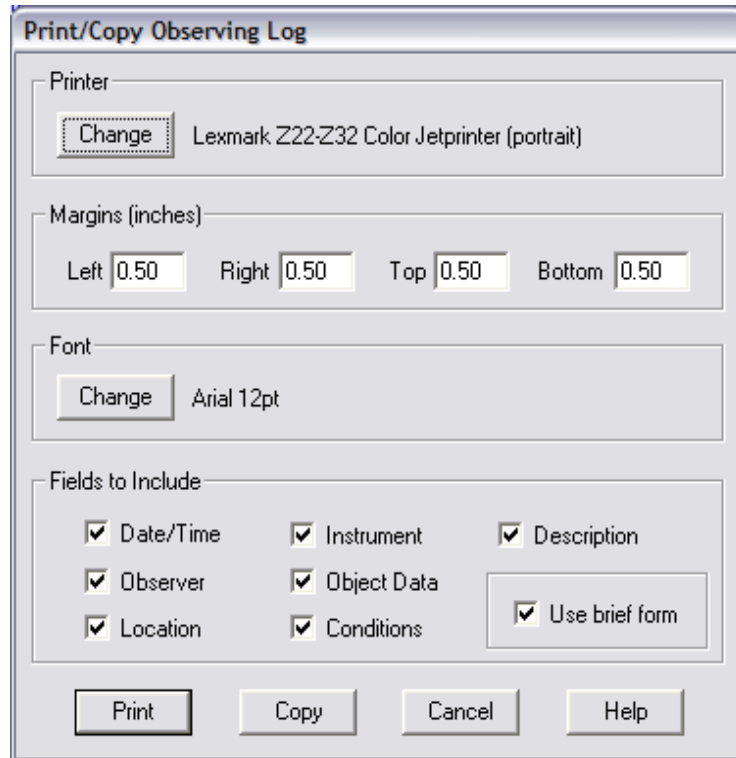 Print/Copy Observing Log
Printer
Change Lexmark Z22-Z32 Color Jetprinter (portrait)
Margins (inches)
Left 0.50 Right 0.50 Top 0.50 Bottom 0.50
Font
Change Arial 12pt
Fields to Include
Date/Time Instrument Description
Observer Object Data
Use brief form
Location Conditions
Print Copy Cancel Help